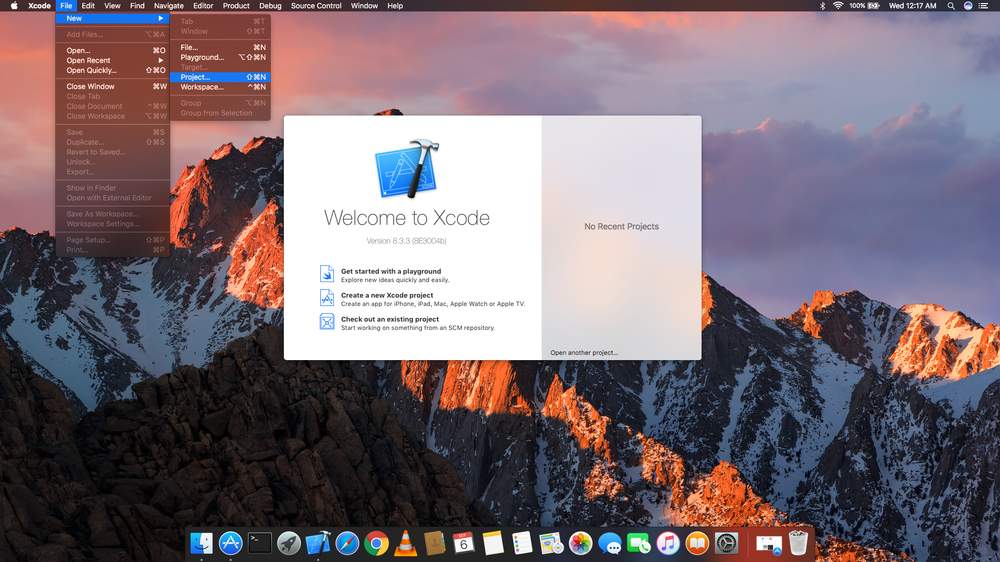 Xcode File Edit View Find Navigate Editor Product Debug Source Control Window Help 100% Wed 12:17 AM
New ▶
Add Files... ⌥⌘A
Open... ⌘O
Open Recent ▶
Open Quickly... ⇧⌘O
Close Window ⌘W
Close Tab
Close Document ^⌘W
Close Workspace ⌥⌘W
Save ⌘S
Duplicate... ⇧⌘S
Revert to Saved...
Unlock...
Export...
Show in Finder
Open with External Editor
Save As Workspace...
Workspace Settings...
Page Setup... ⇧⌘P
Print... ⌘P
Tab ⌘T
Window ⇧⌘T
File... ⌘N
Playground... ⌥⇧⌘N
Target...
Project... ⇧⌘N
Workspace... ^⌘N
Group ⌥⌘N
Group from Selection
XCODE
Welcome to Xcode
Version 8.3.3 (8E3004b)
Get started with a playground
Explore new ideas quickly and easily.
Create a new Xcode project
Create an app for iPhone, iPad, Mac, Apple Watch or Apple TV.
Check out an existing project
Start working on something from an SCM repository.
No Recent Projects
Open another project...
>_
SEP
6
3D